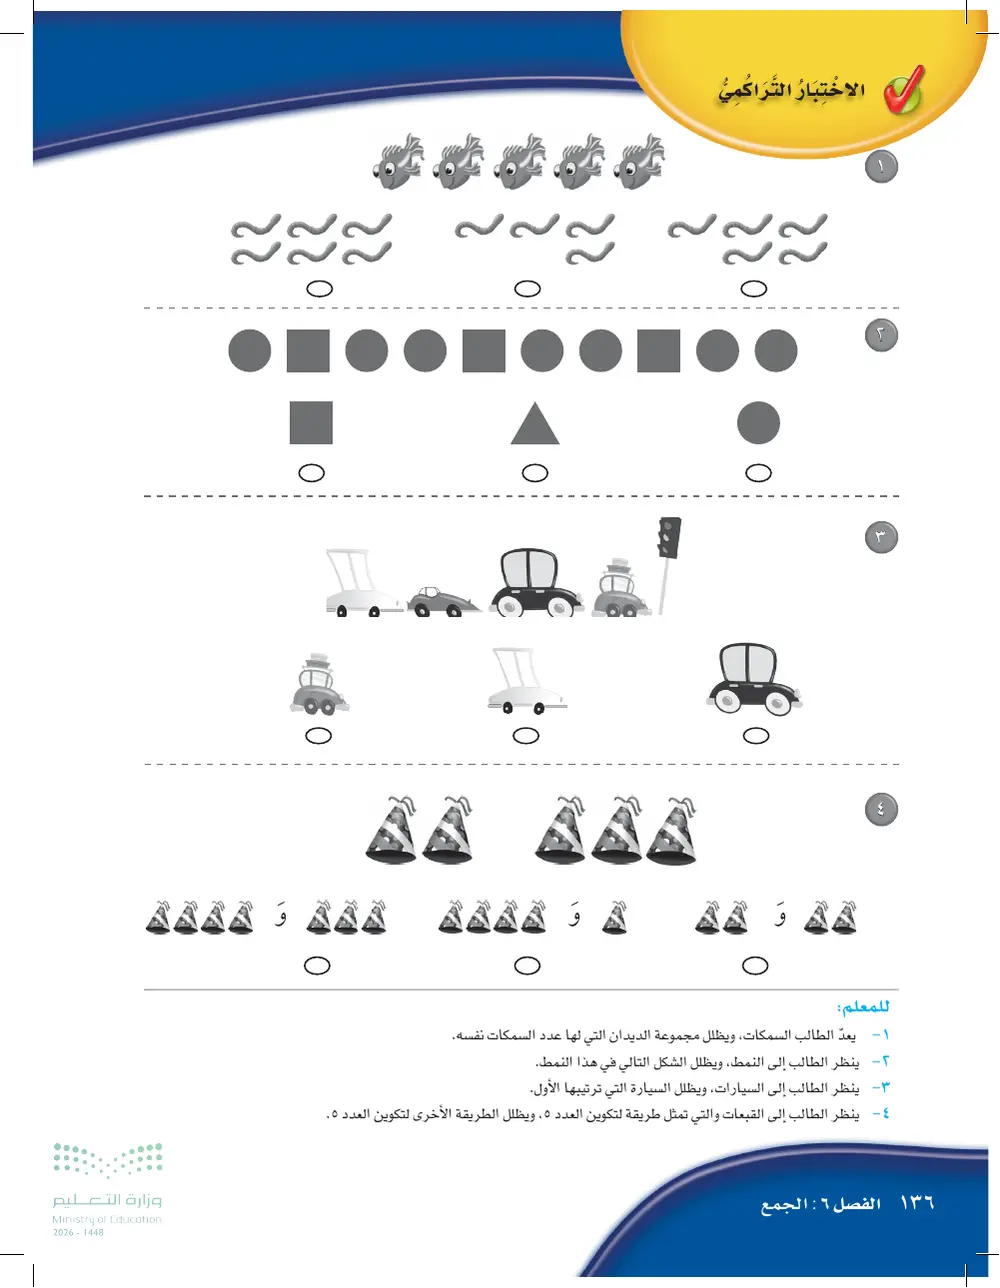 الاخْتِبَارُ التَّرَاكُمِيُّ
١
٢
٣
٤
وَ وَ وَ
للمعلم:
١- يعدّ الطالب السمكات، ويظلل مجموعة الديدان التي لها عدد السمكات نفسه.
٢- ينظر الطالب إلى النمط، ويظلل الشكل التالي في هذا النمط.
٣- ينظر الطالب إلى السيارات، ويظلل السيارة التي ترتيبها الأول.
٤- ينظر الطالب إلى القبعات والتي تمثل طريقة لتكوين العدد ٥، ويظلل الطريقة الأخرى لتكوين العدد ٥.
١٣٦ الفصل ٦ : الجمع
وزارة التعـــليم
Ministry of Education
2026 - 1448